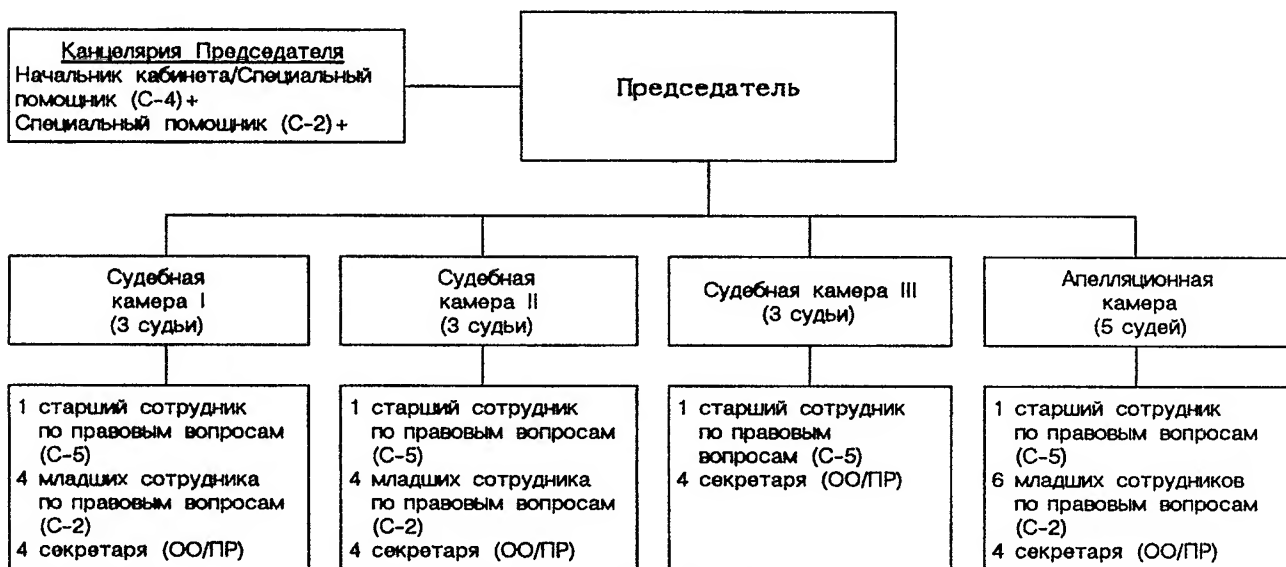 Канцелярия Председателя
Начальник кабинета/Специальный
помощник (С-4)+
Специальный помощник (С-2)+
Председатель
Судебная
камера I
(3 судьи)
Судебная
камера II
(3 судьи)
Судебная камера III
(3 судьи)
Апелляционная
камера
(5 судей)
1 старший сотрудник
по правовым вопросам
(С-5)
4 младших сотрудника
по правовым вопросам
(С-2)
4 секретаря (ОО/ПР)
1 старший сотрудник
по правовым вопросам
(С-5)
4 младших сотрудника
по правовым вопросам
(С-2)
4 секретаря (ОО/ПР)
1 старший сотрудник
по правовым
вопросам (С-5)
4 секретаря (ОО/ПР)
1 старший сотрудник
по правовым вопросам
(С-5)
6 младших сотрудников
по правовым вопросам
(С-2)
4 секретаря (ОО/ПР)